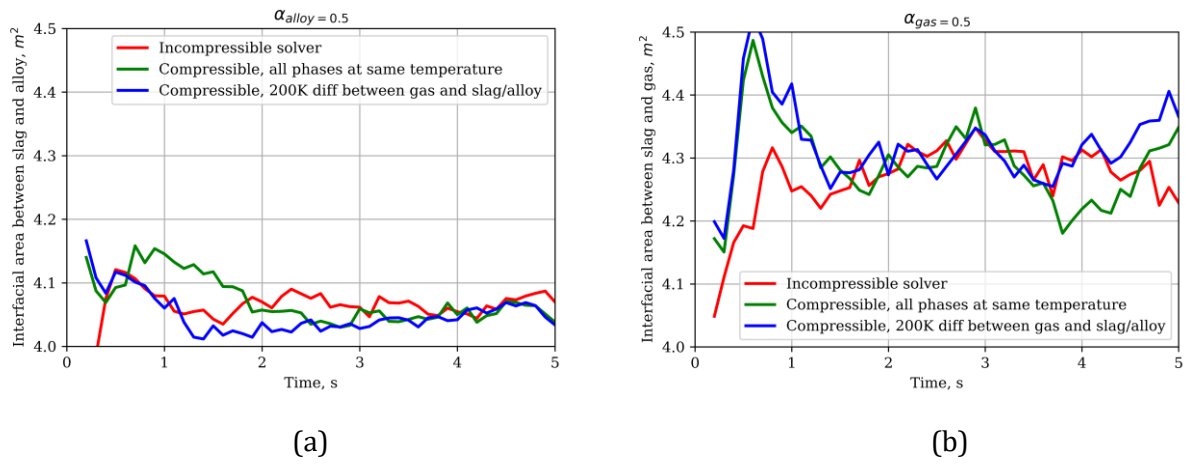 α_alloy=0.5
Interfacial area between slag and alloy, m²
4.5
4.4
4.3
4.2
4.1
4.0
Incompressible solver
Compressible, all phases at same temperature
Compressible, 200K diff between gas and slag/alloy
0 1 2 3 4 5
Time, s
(a)
α_gas=0.5
Interfacial area between slag and gas, m²
4.5
4.4
4.3
4.2
4.1
4.0
Incompressible solver
Compressible, all phases at same temperature
Compressible, 200K diff between gas and slag/alloy
0 1 2 3 4 5
Time, s
(b)